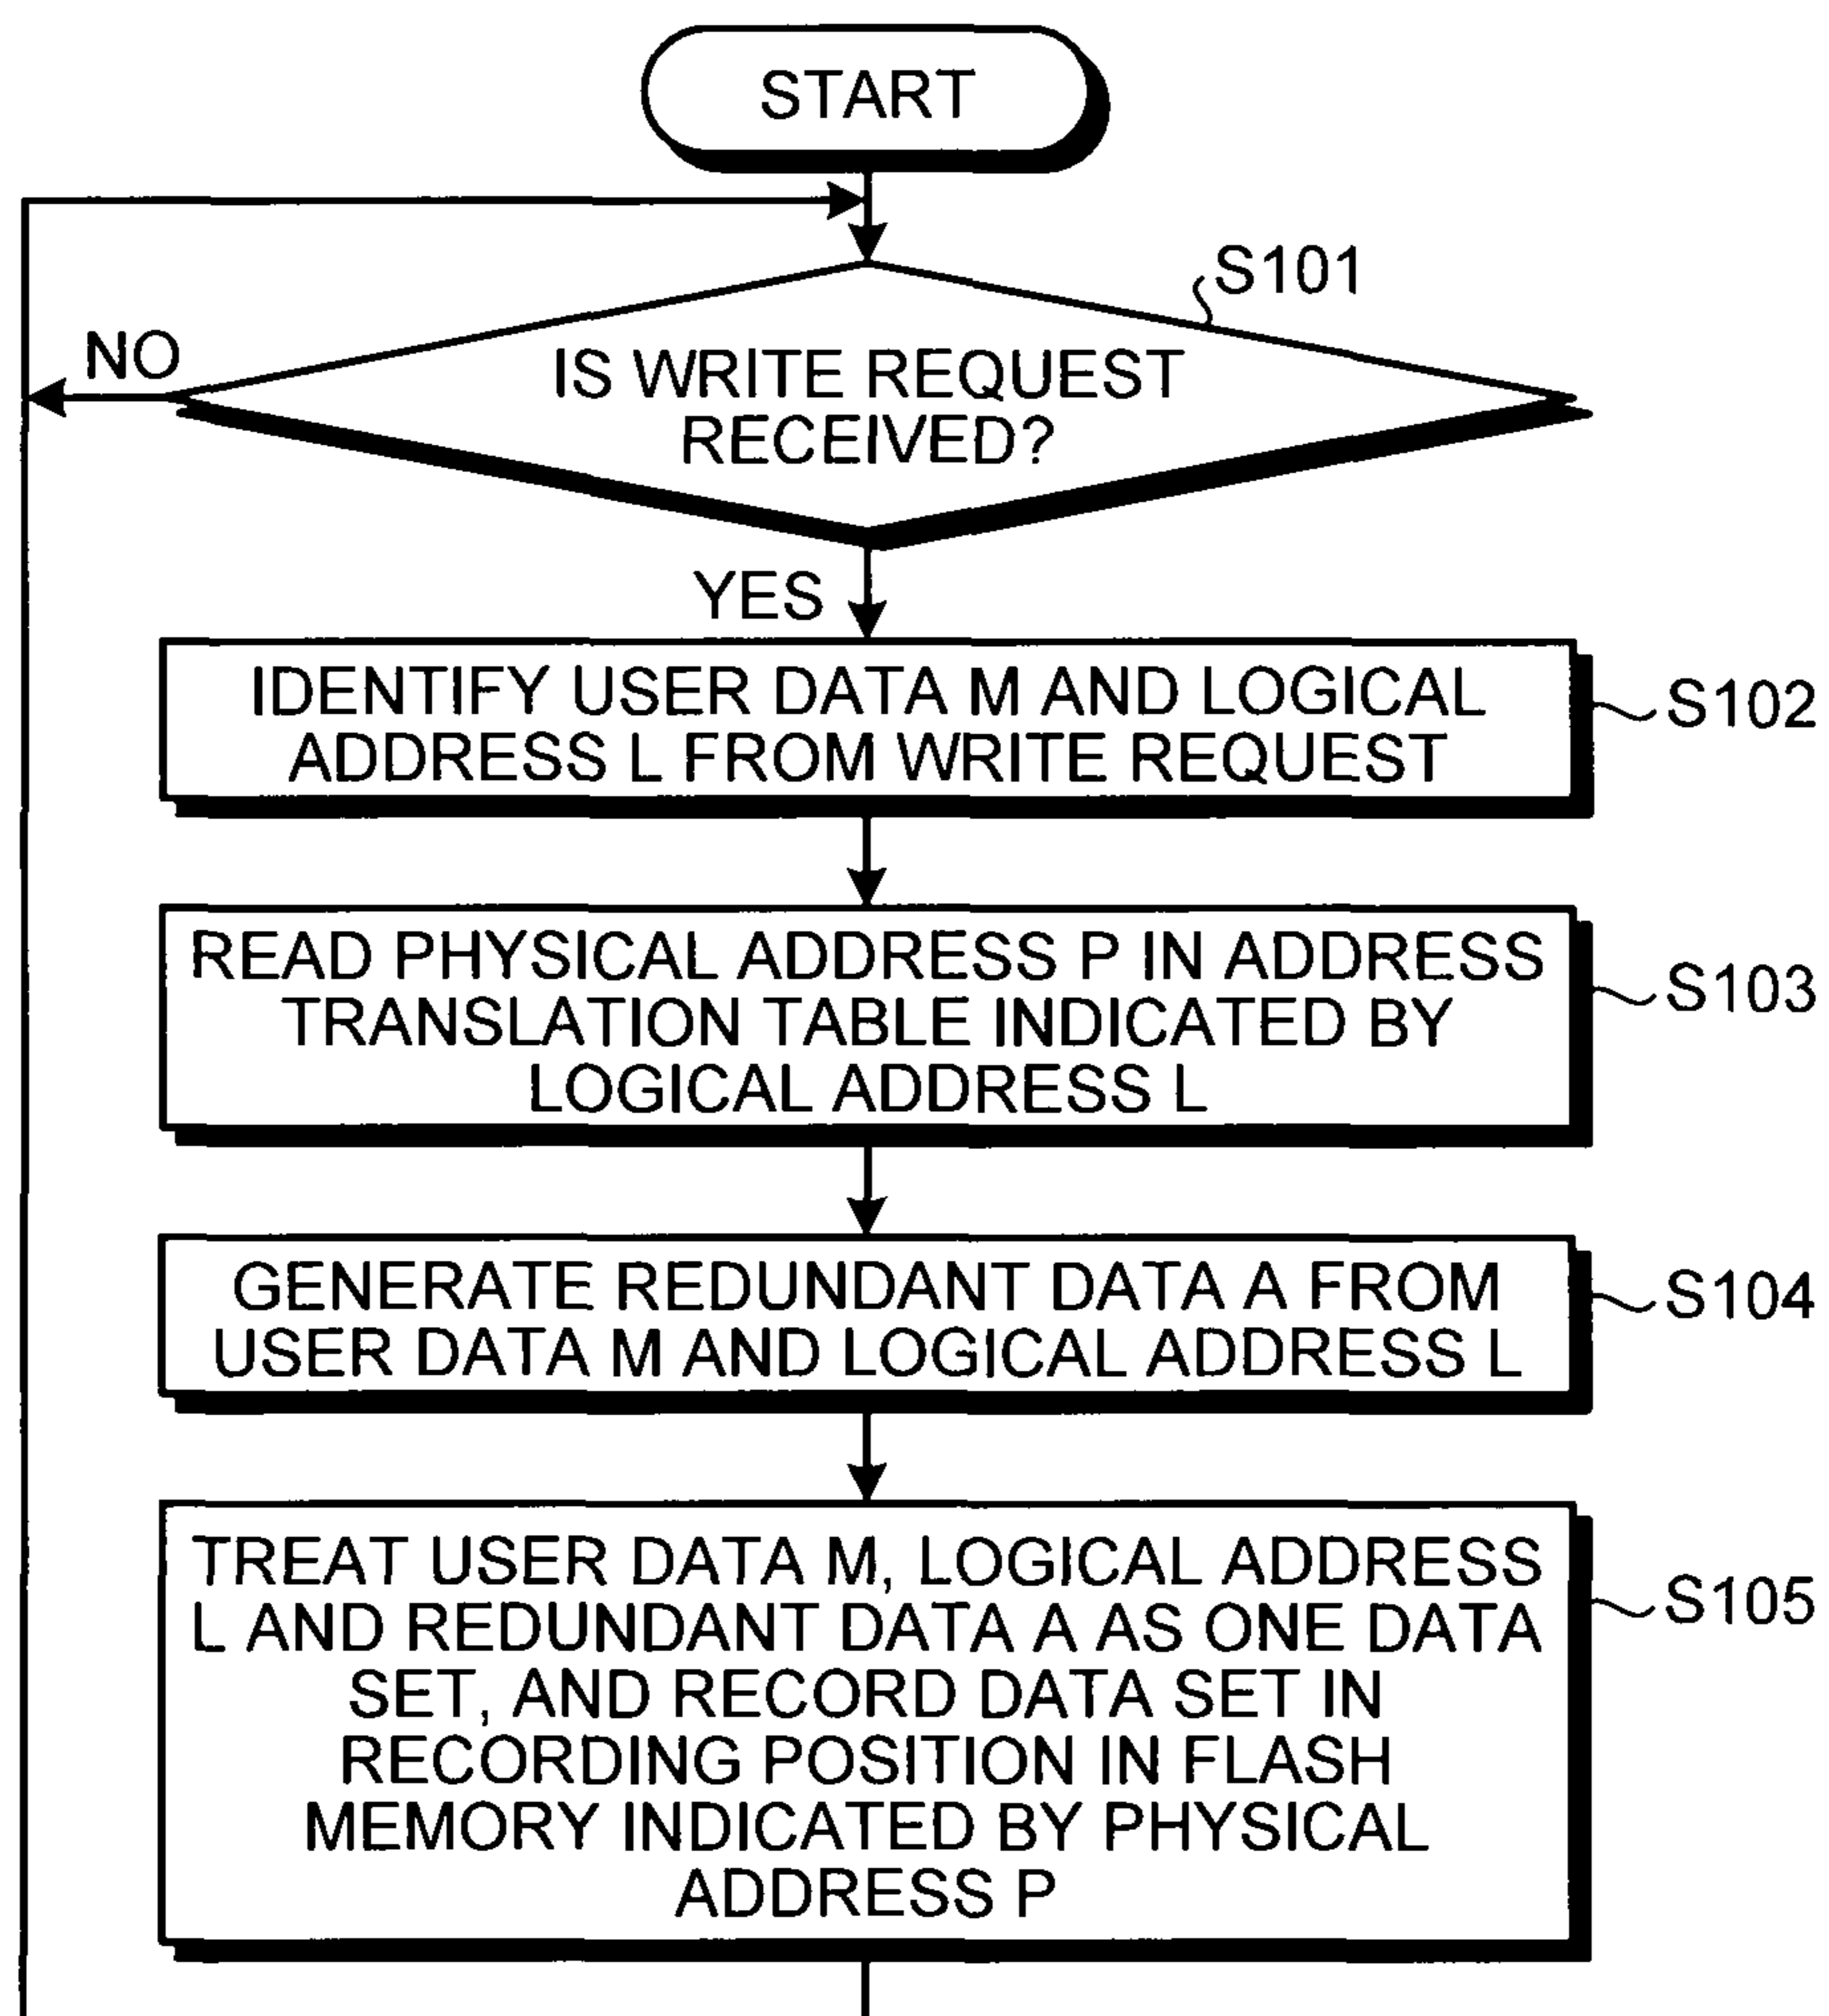 START
S101
NO
IS WRITE REQUEST
RECEIVED?
YES
IDENTIFY USER DATA M AND LOGICAL
ADDRESS L FROM WRITE REQUEST
S102
READ PHYSICAL ADDRESS P IN ADDRESS
TRANSLATION TABLE INDICATED BY
LOGICAL ADDRESS L
S103
GENERATE REDUNDANT DATA A FROM
USER DATA M AND LOGICAL ADDRESS L
S104
TREAT USER DATA M, LOGICAL ADDRESS
L AND REDUNDANT DATA A AS ONE DATA
SET, AND RECORD DATA SET IN
RECORDING POSITION IN FLASH
MEMORY INDICATED BY PHYSICAL
ADDRESS P
S105